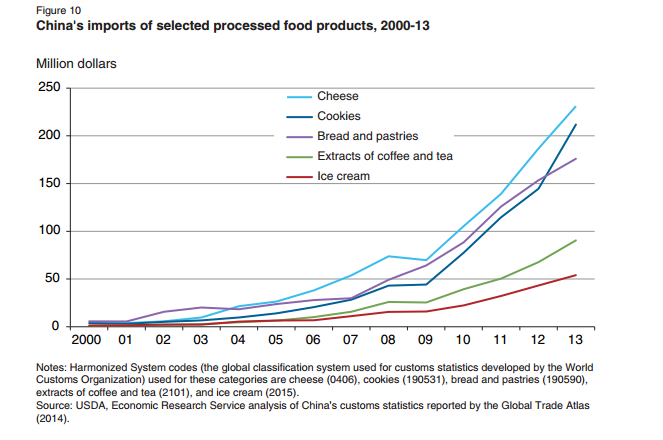 Figure 10
China's imports of selected processed food products, 2000-13
Million dollars
250
200
150
100
50
0
Cheese
Cookies
Bread and pastries
Extracts of coffee and tea
Ice cream
2000 01 02 03 04 05 06 07 08 09 10 11 12 13
Notes: Harmonized System codes (the global classification system used for customs statistics developed by the World
Customs Organization) used for these categories are cheese (0406), cookies (190531), bread and pastries (190590),
extracts of coffee and tea (2101), and ice cream (2015).
Source: USDA, Economic Research Service analysis of China's customs statistics reported by the Global Trade Atlas
(2014).